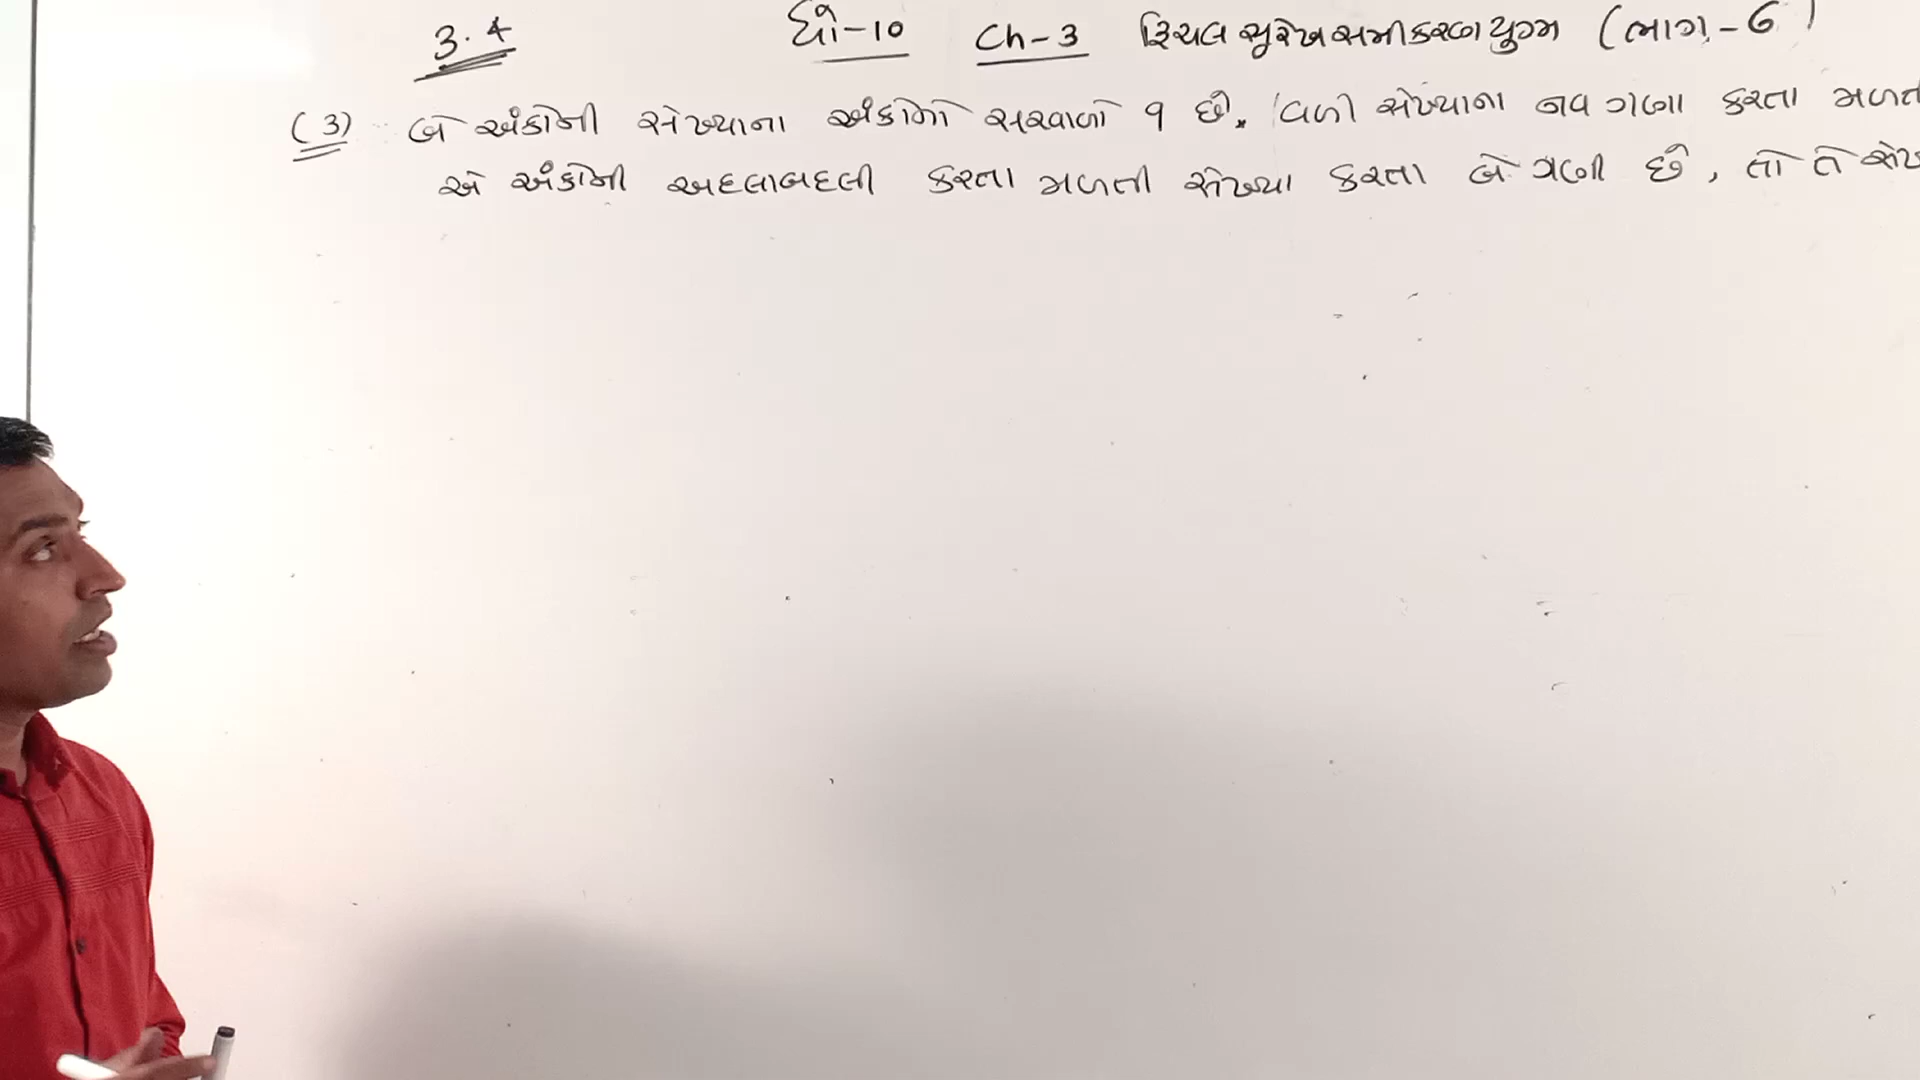 3.4 ધો-10 Ch-3 દ્વિચલ સુરેખ સમીકરણ યુગ્મ (ભાગ-6)
(3) બે અંકોની સંખ્યાના અંકોનો સરવાળો 9 છે. વળી સંખ્યાના નવ ગણા કરતા
એ અંકોની અદલાબદલી કરતા મળતી સંખ્યા કરતા બે ગણી છે, તો તે